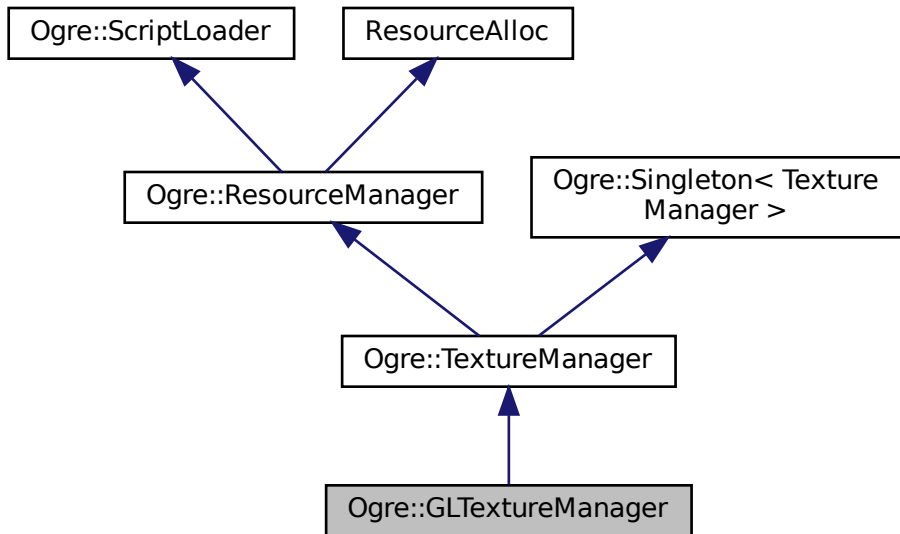 Ogre::ScriptLoader
ResourceAlloc
Ogre::ResourceManager
Ogre::Singleton< Texture
Manager >
Ogre::TextureManager
Ogre::GLTextureManager